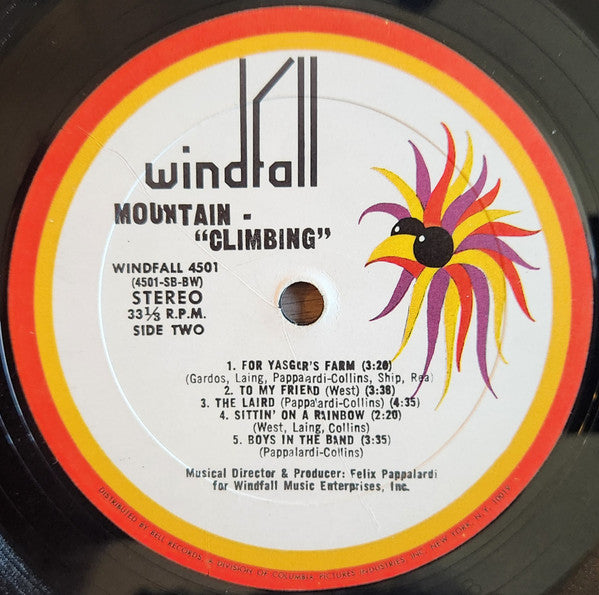 windfall
MOUNTAIN -
"CLIMBING"
WINDFALL 4501
(4501-SB-BW)
STEREO
33⅓ R.P.M.
SIDE TWO
1. FOR YASGER'S FARM (3:20)
(Gardos, Laing, Pappaardi-Collins, Ship, Rea)
2. TO MY FRIEND (West) (3:38)
3. THE LAIRD (Pappa'ardi-Collins) (4:35)
4. SITTIN' ON A RAINBOW (2:20)
(West, Laing, Collins)
5. BOYS IN THE BAND (3:35)
(Pappalardi-Collins)
Musical Director & Producer: Felix Pappalardi
for Windfall Music Enterprises, Inc.
DISTRIBUTED BY BELL RECORDS, A DIVISION OF COLUMBIA PICTURES INDUSTRIES, INC. NEW YORK, N.Y. 10019